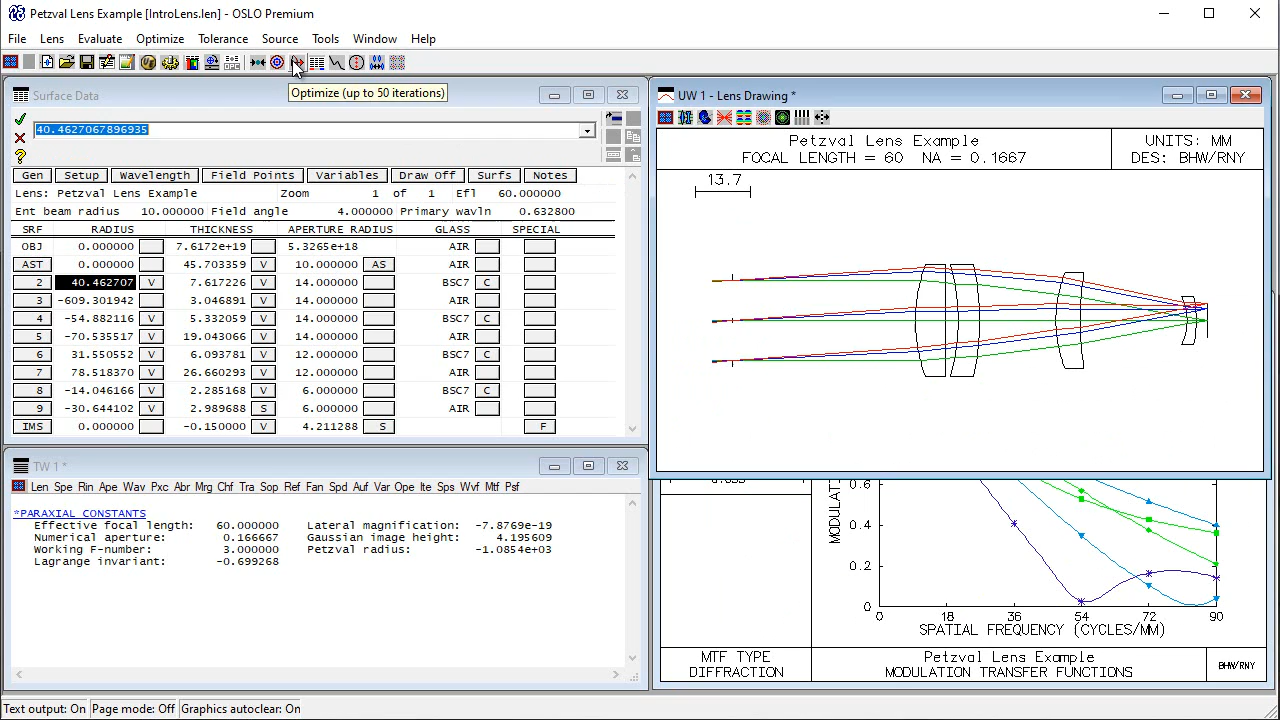 Petzval Lens Example [IntroLens.len] - OSLO Premium
File Lens Evaluate Optimize Tolerance Source Tools Window Help
Optimize (up to 50 iterations)
Surface Data
40.4627067896935
Gen Setup Wavelength Field Points Variables Draw Off Surfs Notes
Lens: Petzval Lens Example Zoom 1 of 1 Efl 60.000000
Ent beam radius 10.000000 Field angle 4.000000 Primary wavln 0.632800
SRF RADIUS THICKNESS APERTURE RADIUS GLASS SPECIAL
OBJ 0.000000 7.6172e+19 5.3265e+18 AIR
AST 0.000000 45.703359 V 10.000000 AS AIR
2 40.462707 V 7.617226 V 14.000000 BSC7 C
3 -609.301942 V 3.046891 V 14.000000 AIR
4 -54.882116 V 5.332059 V 14.000000 BSC7 C
5 -70.535517 V 19.043066 V 14.000000 AIR
6 31.550552 V 6.093781 V 12.000000 BSC7 C
7 78.518370 V 26.660293 V 12.000000 AIR
8 -14.046166 V 2.285168 V 6.000000 BSC7 C
9 -30.644102 V 2.989688 S 6.000000 AIR
IMS 0.000000 -0.150000 V 4.211288 S F
UW 1 - Lens Drawing *
Petzval Lens Example
FOCAL LENGTH = 60 NA = 0.1667
UNITS: MM
DES: BHW/RNY
13.7
TW 1 *
Len Spe Rin Ape Wav Pxc Abr Mrg Chf Tra Sop Ref Fan Spd Auf Var Ope Ite Sps Wvf Mtf Psf
*PARAXIAL CONSTANTS
Effective focal length: 60.000000 Lateral magnification: -7.8769e-19
Numerical aperture: 0.166667 Gaussian image height: 4.195609
Working F-number: 3.000000 Petzval radius: -1.0854e+03
Lagrange invariant: -0.699268
0.6
0.4
0.2
0
0 18 36 54 72 90
SPATIAL FREQUENCY (CYCLES/MM)
MTF TYPE
DIFFRACTION
Petzval Lens Example
MODULATION TRANSFER FUNCTIONS
BHW/RNY
Text output: On Page mode: Off Graphics autoclear: On